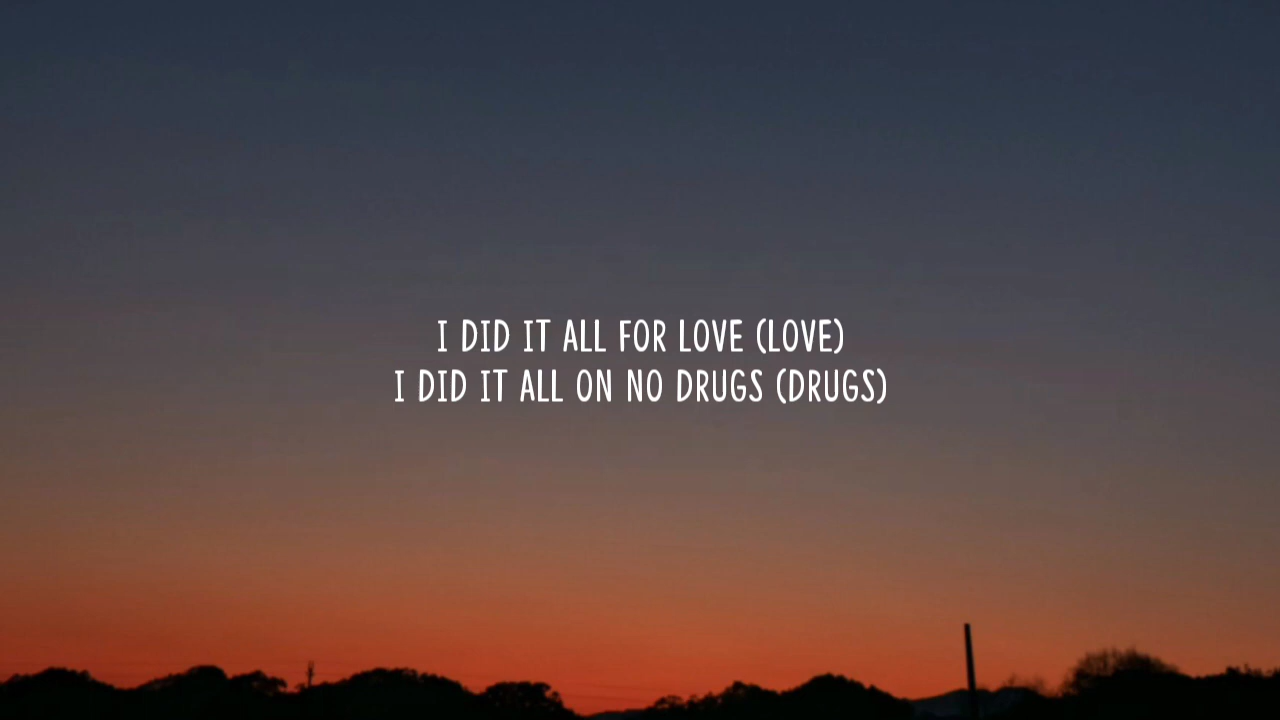 I DID IT ALL FOR LOVE (LOVE)
I DID IT ALL ON NO DRUGS (DRUGS)